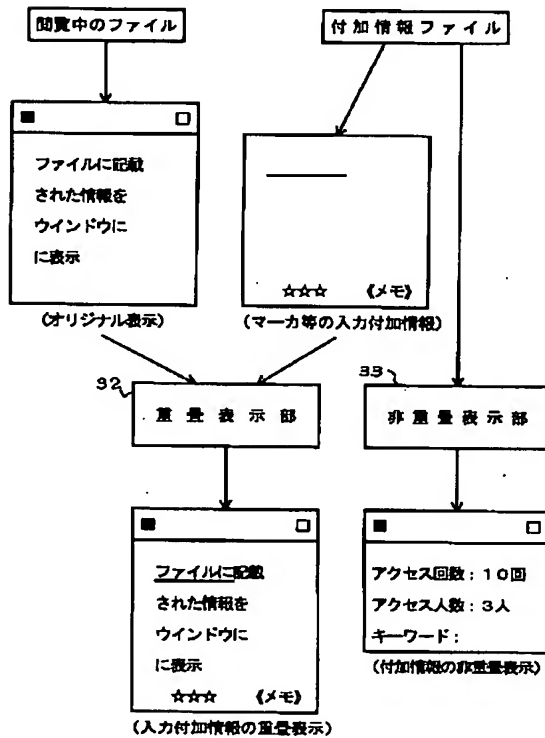 閲覧中のファイル
付加情報ファイル
ファイルに記載
された情報を
ウインドウに
に表示
☆☆☆ 《メモ》
(オリジナル表示)
(マーカ等の入力付加情報)
32
重畳表示部
33
非重畳表示部
ファイルに記載
された情報を
ウインドウに
に表示
☆☆☆ 《メモ》
(入力付加情報の重畳表示)
アクセス回数：10回
アクセス人数：3人
キーワード：
(付加情報の非重畳表示)